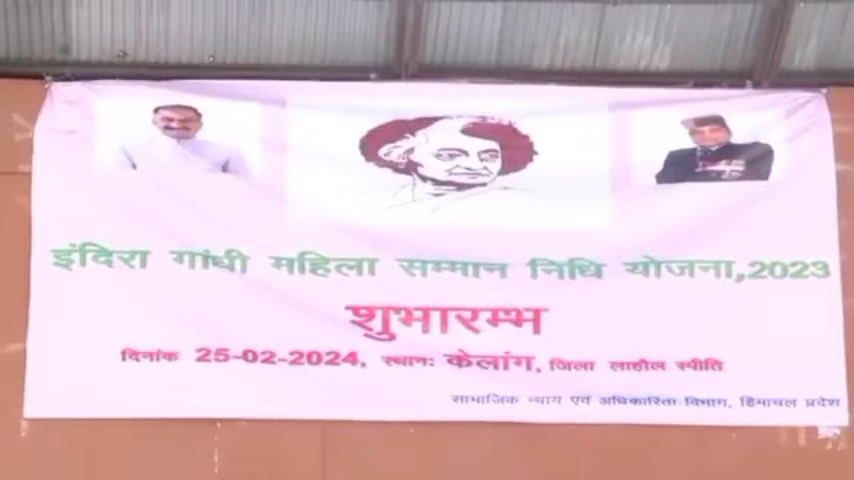 इंदिरा गांधी महिला सम्मान निधि योजना,2023
शुभारम्भ
दिनांक 25-02-2024, स्थानः केलांग, जिला लाहौल स्पीति
सामाजिक न्याय एवं अधिकारिता विभाग, हिमाचल प्रदेश